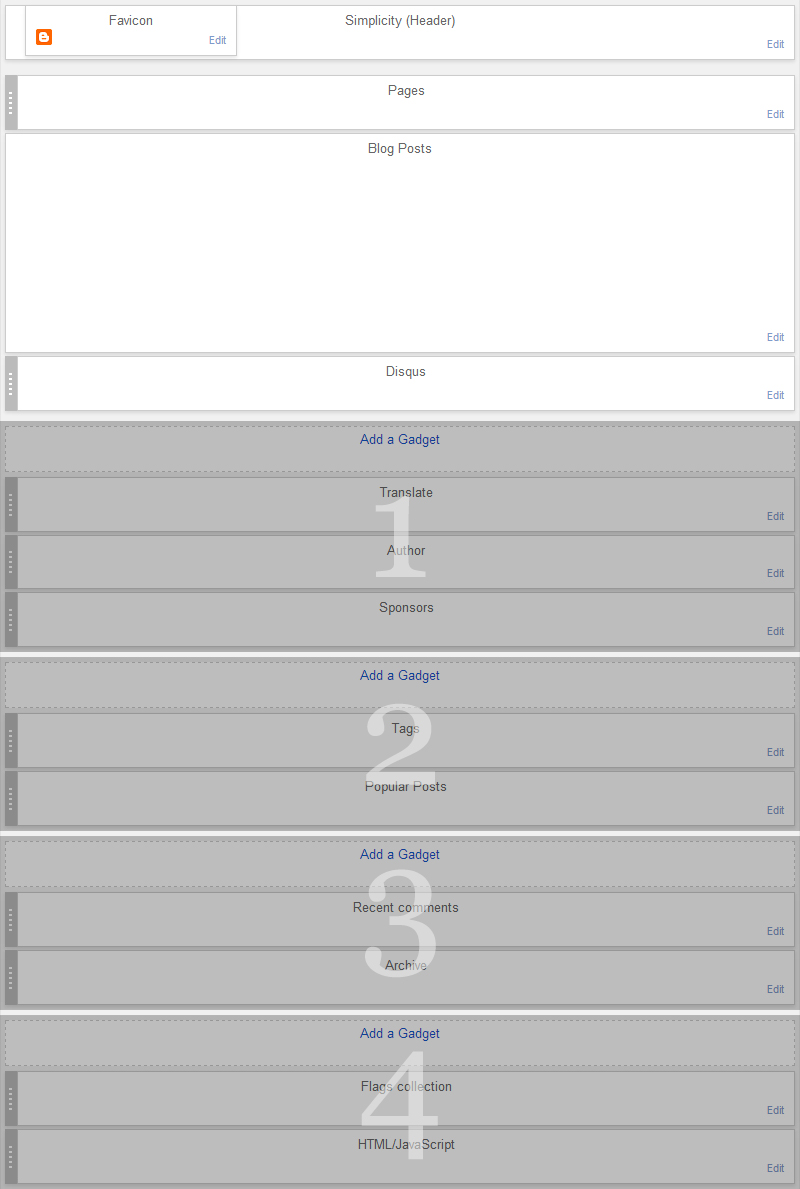 Favicon
Edit
Simplicity (Header)
Edit
Pages
Edit
Blog Posts
Edit
Disqus
Edit
Add a Gadget
Translate
Edit
1
Author
Edit
Sponsors
Edit
Add a Gadget
2
Tags
Edit
Popular Posts
Edit
Add a Gadget
3
Recent comments
Edit
Archive
Edit
Add a Gadget
4
Flags collection
Edit
HTML/JavaScript
Edit